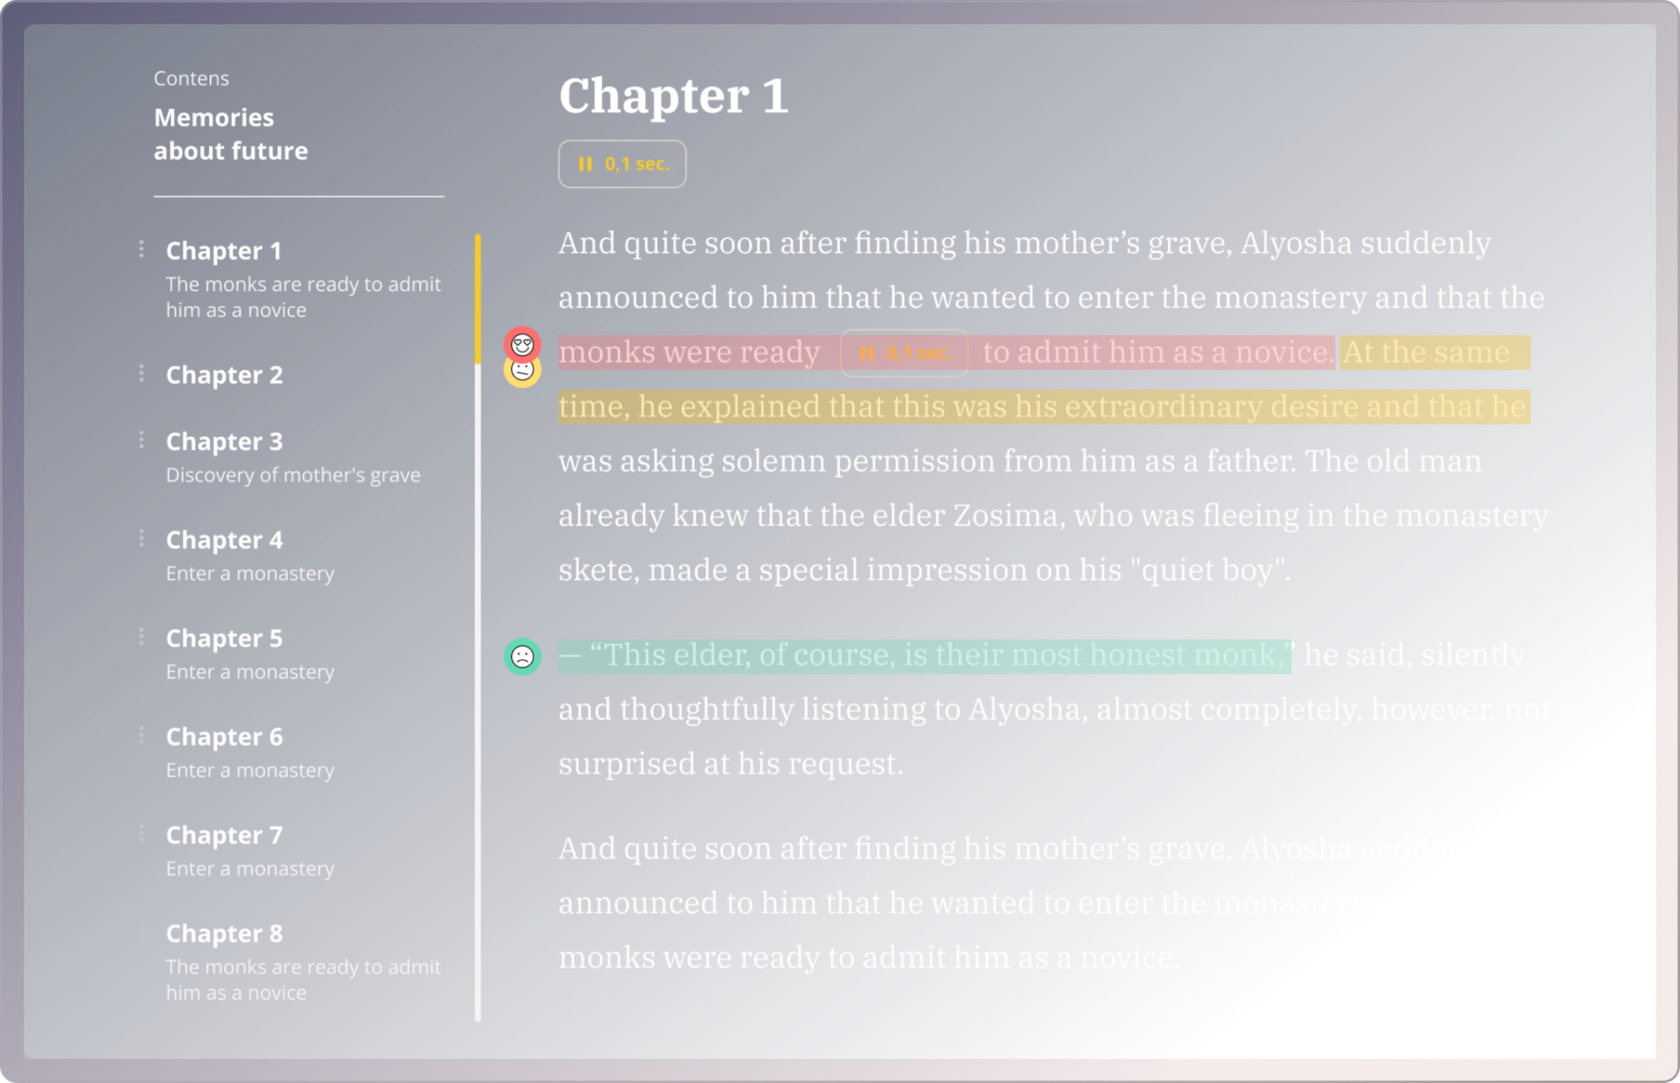 Contens
Memories
about future
Chapter 1
The monks are ready to admit
him as a novice
Chapter 2
Chapter 3
Discovery of mother's grave
Chapter 4
Enter a monastery
Chapter 5
Enter a monastery
Chapter 6
Enter a monastery
Chapter 7
Enter a monastery
Chapter 8
The monks are ready to admit
him as a novice
Chapter 1
0,1 sec.
And quite soon after finding his mother’s grave, Alyosha suddenly
announced to him that he wanted to enter the monastery and that the
monks were ready 0,1 sec. to admit him as a novice. At the same
time, he explained that this was his extraordinary desire and that he
was asking solemn permission from him as a father. The old man
already knew that the elder Zosima, who was fleeing in the monastery
skete, made a special impression on his "quiet boy".
— “This elder, of course, is their most honest monk,” he said, silently
and thoughtfully listening to Alyosha, almost completely, however, not
surprised at his request.
And quite soon after finding his mother’s grave, Alyosha
announced to him that he wanted to enter the monastery
monks were ready to admit him as a novice.